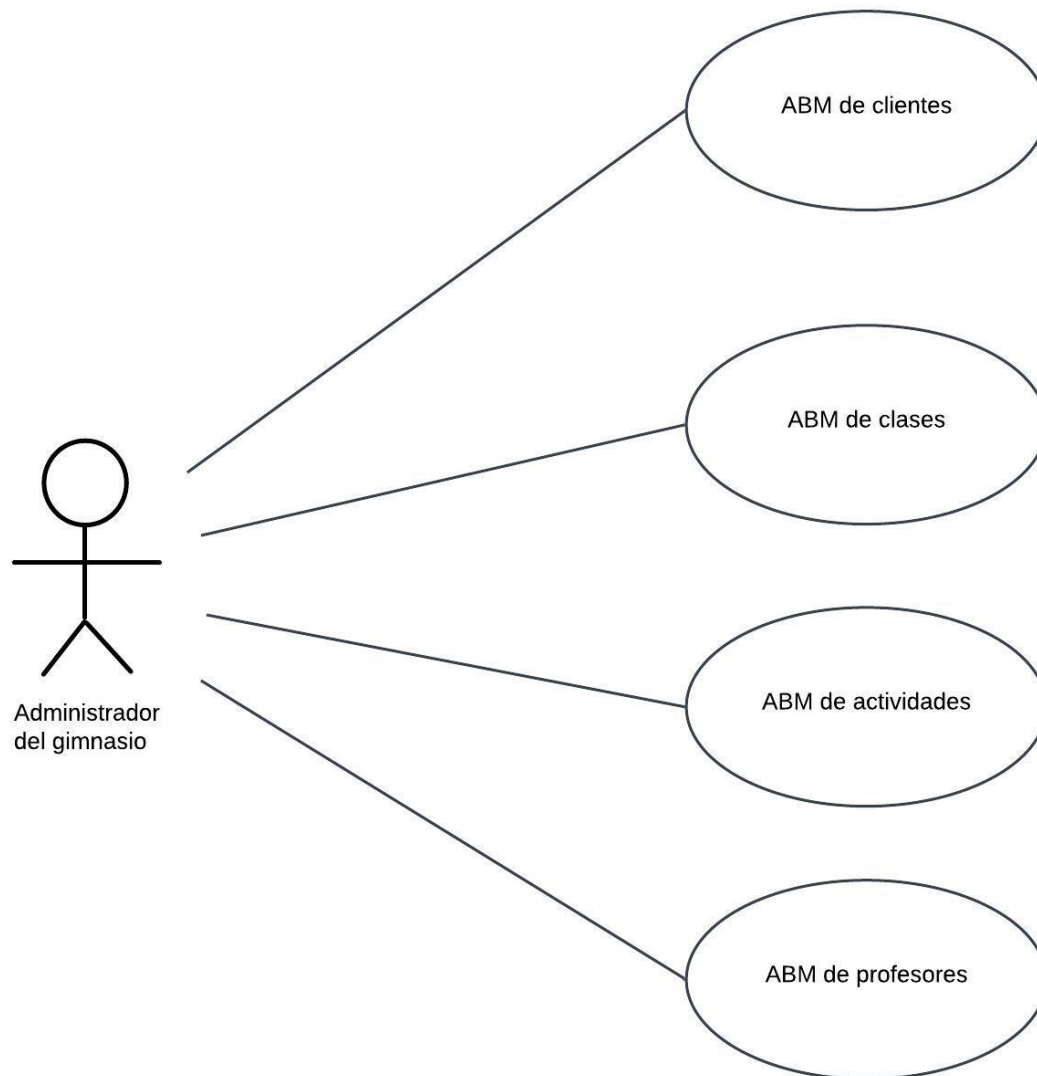 ABM de clientes
ABM de clases
Administrador
del gimnasio
ABM de actividades
ABM de profesores